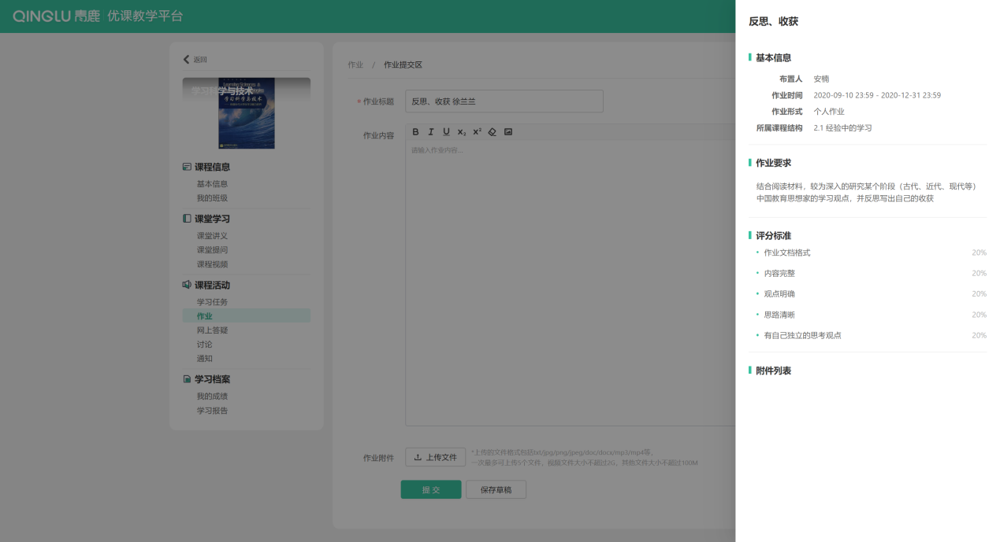 QINGLU 青鹿 优课教学平台
返回
学习科学与技术
学习科学与技术
课程信息
基本信息
我的班级
课堂学习
课堂讲义
课堂提问
课程视频
课程活动
学习任务
作业
网上答疑
讨论
通知
学习档案
我的成绩
学习报告
作业 / 作业提交区
* 作业标题 反思、收获 徐兰兰
作业内容
请输入作业内容...
作业附件 上传文件
*上传的文件格式包括txt/jpg/png/jpeg/doc/docx/mp3/mp4等，
一次最多可上传5个文件，视频文件大小不超过2G，其他文件大小不超过100M
提 交 保存草稿
反思、收获
基本信息
布置人 安楠
作业时间 2020-09-10 23:59 - 2020-12-31 23:59
作业形式 个人作业
所属课程结构 2.1 经验中的学习
作业要求
结合阅读材料，较为深入的研究某个阶段（古代、近代、现代等）
中国教育思想家的学习观点，并反思写出自己的收获
评分标准
作业文档格式 20%
内容完整 20%
观点明确 20%
思路清晰 20%
有自己独立的思考观点 20%
附件列表